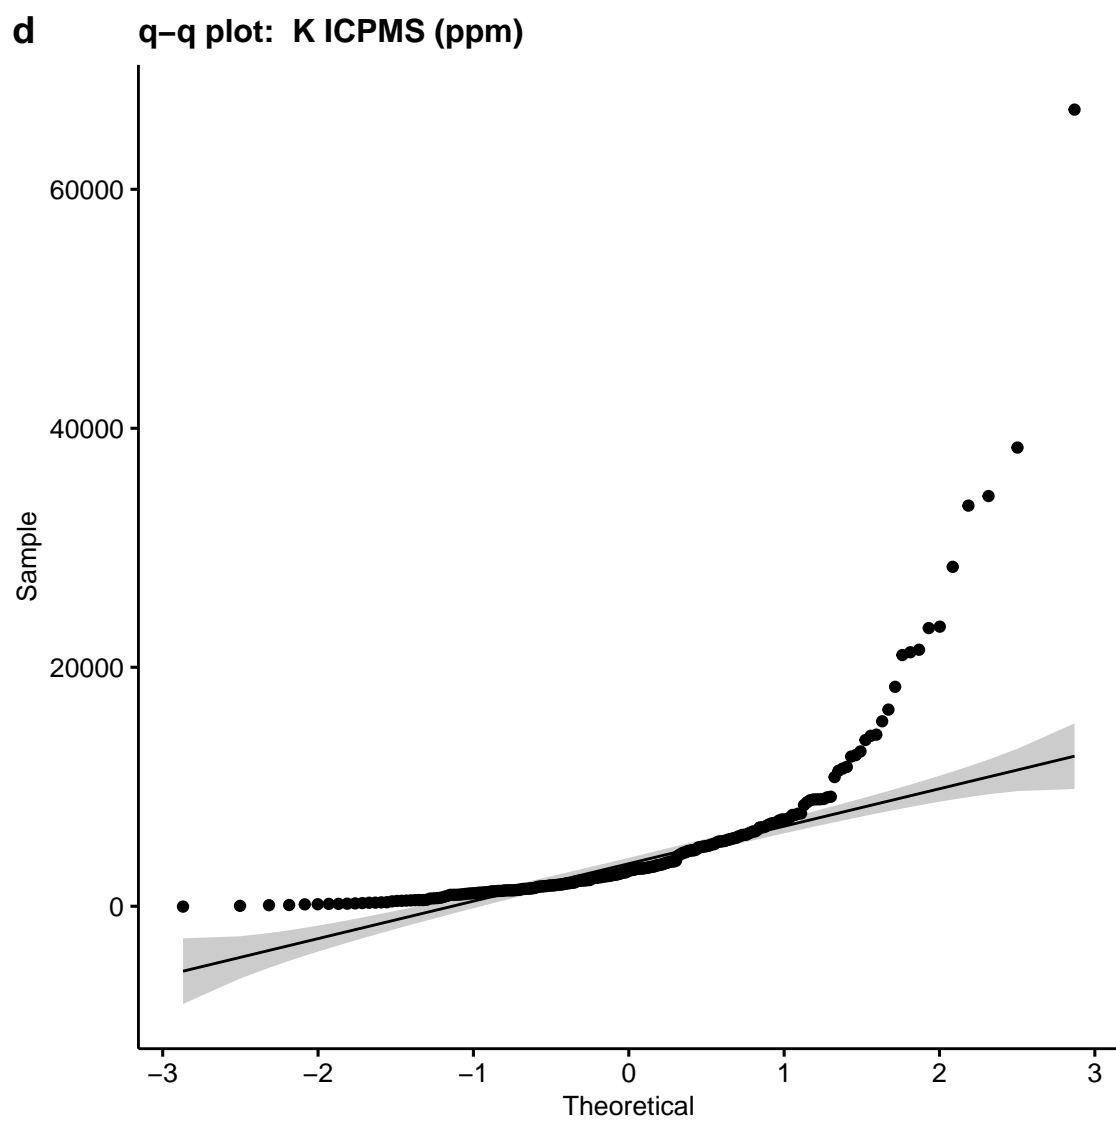 d
q−q plot:  K ICPMS (ppm)
60000
40000
20000
0
Sample
−3 −2 −1 0 1 2 3
Theoretical